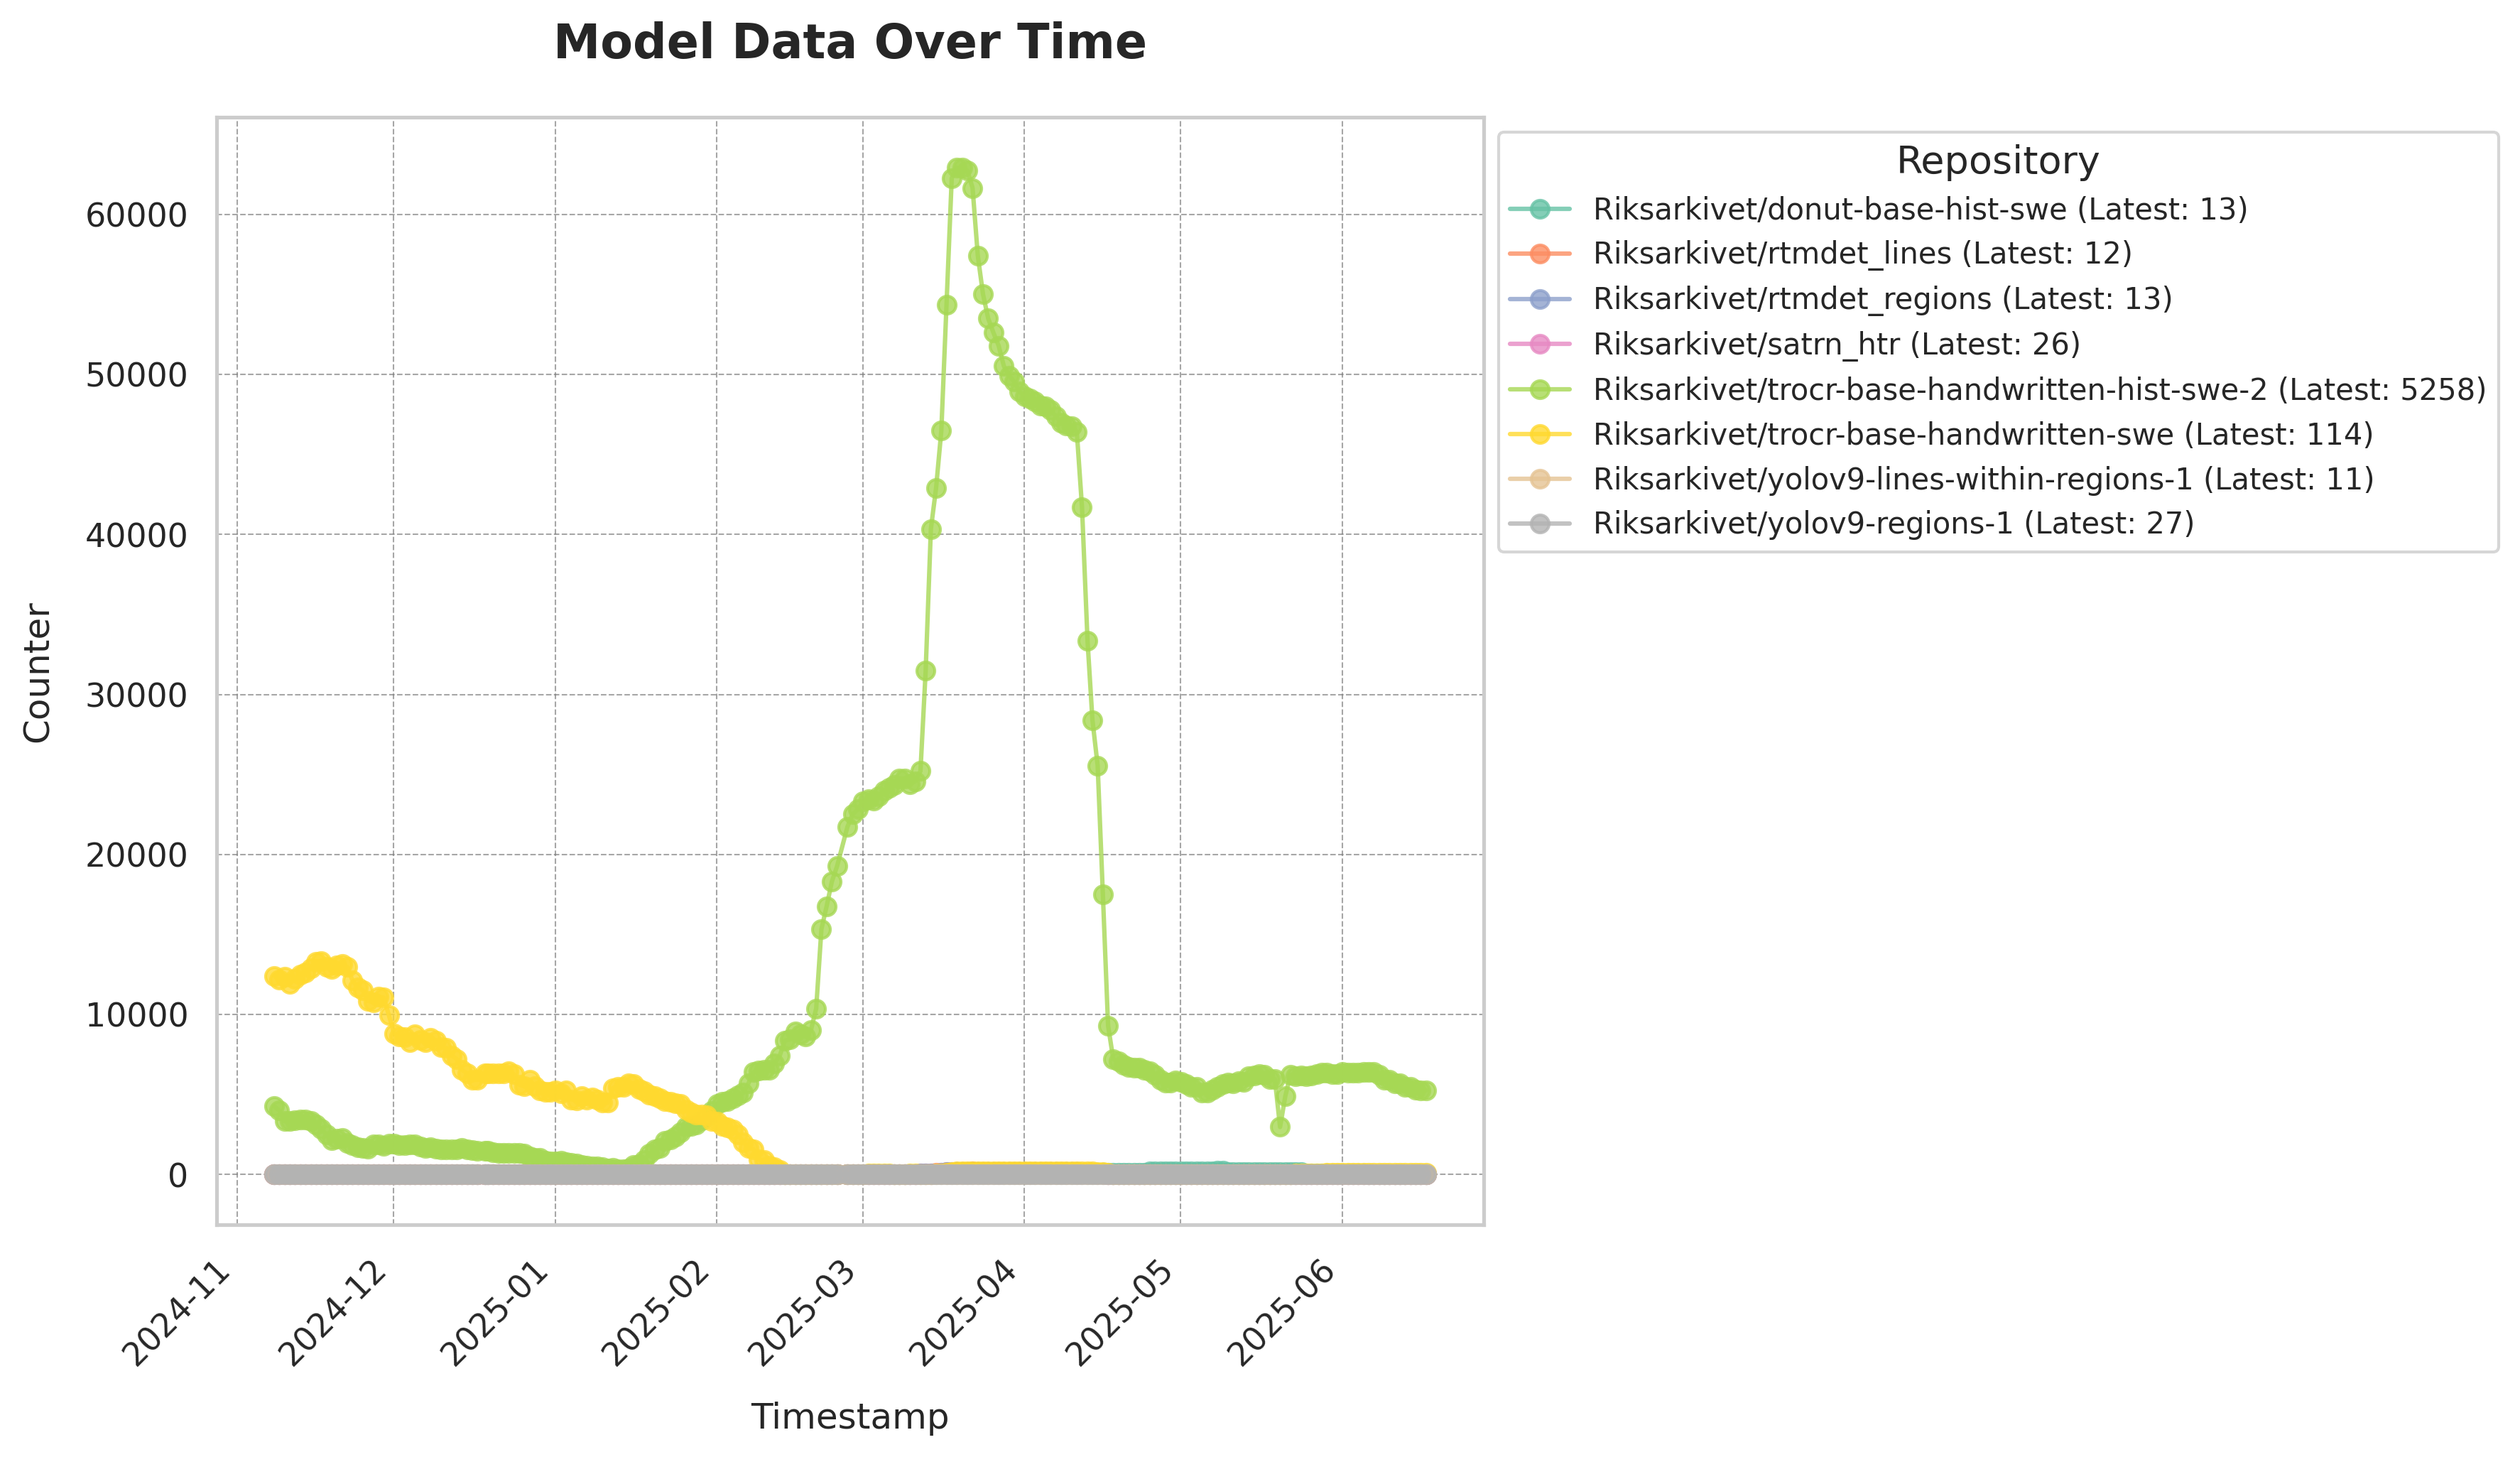 Model Data Over Time
Repository
Riksarkivet/donut-base-hist-swe (Latest: 13)
Riksarkivet/rtmdet_lines (Latest: 12)
Riksarkivet/rtmdet_regions (Latest: 13)
Riksarkivet/satrn_htr (Latest: 26)
Riksarkivet/trocr-base-handwritten-hist-swe-2 (Latest: 5258)
Riksarkivet/trocr-base-handwritten-swe (Latest: 114)
Riksarkivet/yolov9-lines-within-regions-1 (Latest: 11)
Riksarkivet/yolov9-regions-1 (Latest: 27)
Counter
60000
50000
40000
30000
20000
10000
0
2024-11
2024-12
2025-01
2025-02
2025-03
2025-04
2025-05
2025-06
Timestamp